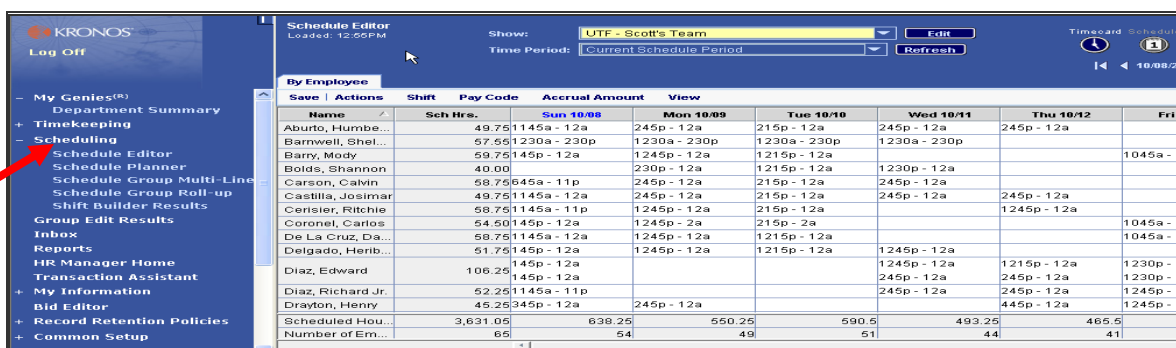 KRONOS
Log Off
– My Genies(R)
Department Summary
+ Timekeeping
– Scheduling
Schedule Editor
Schedule Planner
Schedule Group Multi-Line
Schedule Group Roll-up
Shift Builder Results
Group Edit Results
Inbox
Reports
HR Manager Home
Transaction Assistant
+ My Information
Bid Editor
+ Record Retention Policies
+ Common Setup
Schedule Editor
Loaded: 12:55PM
Show: UTF - Scott's Team Edit
Time Period: Current Schedule Period Refresh
Timecard Schedule
1
10/08/2
By Employee
Save | Actions Shift Pay Code Accrual Amount View
Name Sch Hrs. Sun 10/08 Mon 10/09 Tue 10/10 Wed 10/11 Thu 10/12 Fri
Aburto, Humbe... 49.75 1145a - 12a 245p - 12a 215p - 12a 245p - 12a 245p - 12a
Barnwell, Shel... 57.55 1230a - 230p 1230a - 230p 1230a - 230p 1230a - 230p
Barry, Mody 59.75 145p - 12a 1245p - 12a 1215p - 12a 1045a -
Bolds, Shannon 40.00 230p - 12a 1215p - 12a 1230p - 12a
Carson, Calvin 58.75 645a - 11p 245p - 12a 215p - 12a 245p - 12a
Castilla, Josimar 49.75 1145a - 12a 245p - 12a 215p - 12a 245p - 12a 245p - 12a
Cerisier, Ritchie 58.75 1145a - 11p 1245p - 12a 215p - 12a 1245p - 12a
Coronel, Carlos 54.50 145p - 12a 1245p - 2a 215p - 2a 1045a -
De La Cruz, Da... 58.75 1145a - 12a 1245p - 12a 1215p - 12a 1045a -
Delgado, Herib... 51.75 145p - 12a 1245p - 12a 1215p - 12a 1245p - 12a
Diaz, Edward 106.25 145p - 12a 1245p - 12a 1215p - 12a 1230p -
145p - 12a 245p - 12a 245p - 12a 1230p -
Diaz, Richard Jr. 52.25 1145a - 11p 245p - 12a 245p - 12a 1245p -
Drayton, Henry 45.25 345p - 12a 245p - 12a 445p - 12a 1245p -
Scheduled Hou... 3,631.05 638.25 550.25 590.5 493.25 465.5
Number of Em... 65 54 49 51 44 41